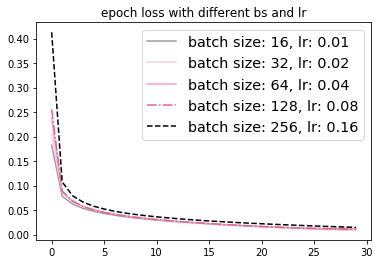 epoch loss with different bs and lr
0.40
0.35
0.30
0.25
0.20
0.15
0.10
0.05
0.00
batch size: 16, lr: 0.01
batch size: 32, lr: 0.02
batch size: 64, lr: 0.04
batch size: 128, lr: 0.08
batch size: 256, lr: 0.16
0 5 10 15 20 25 30